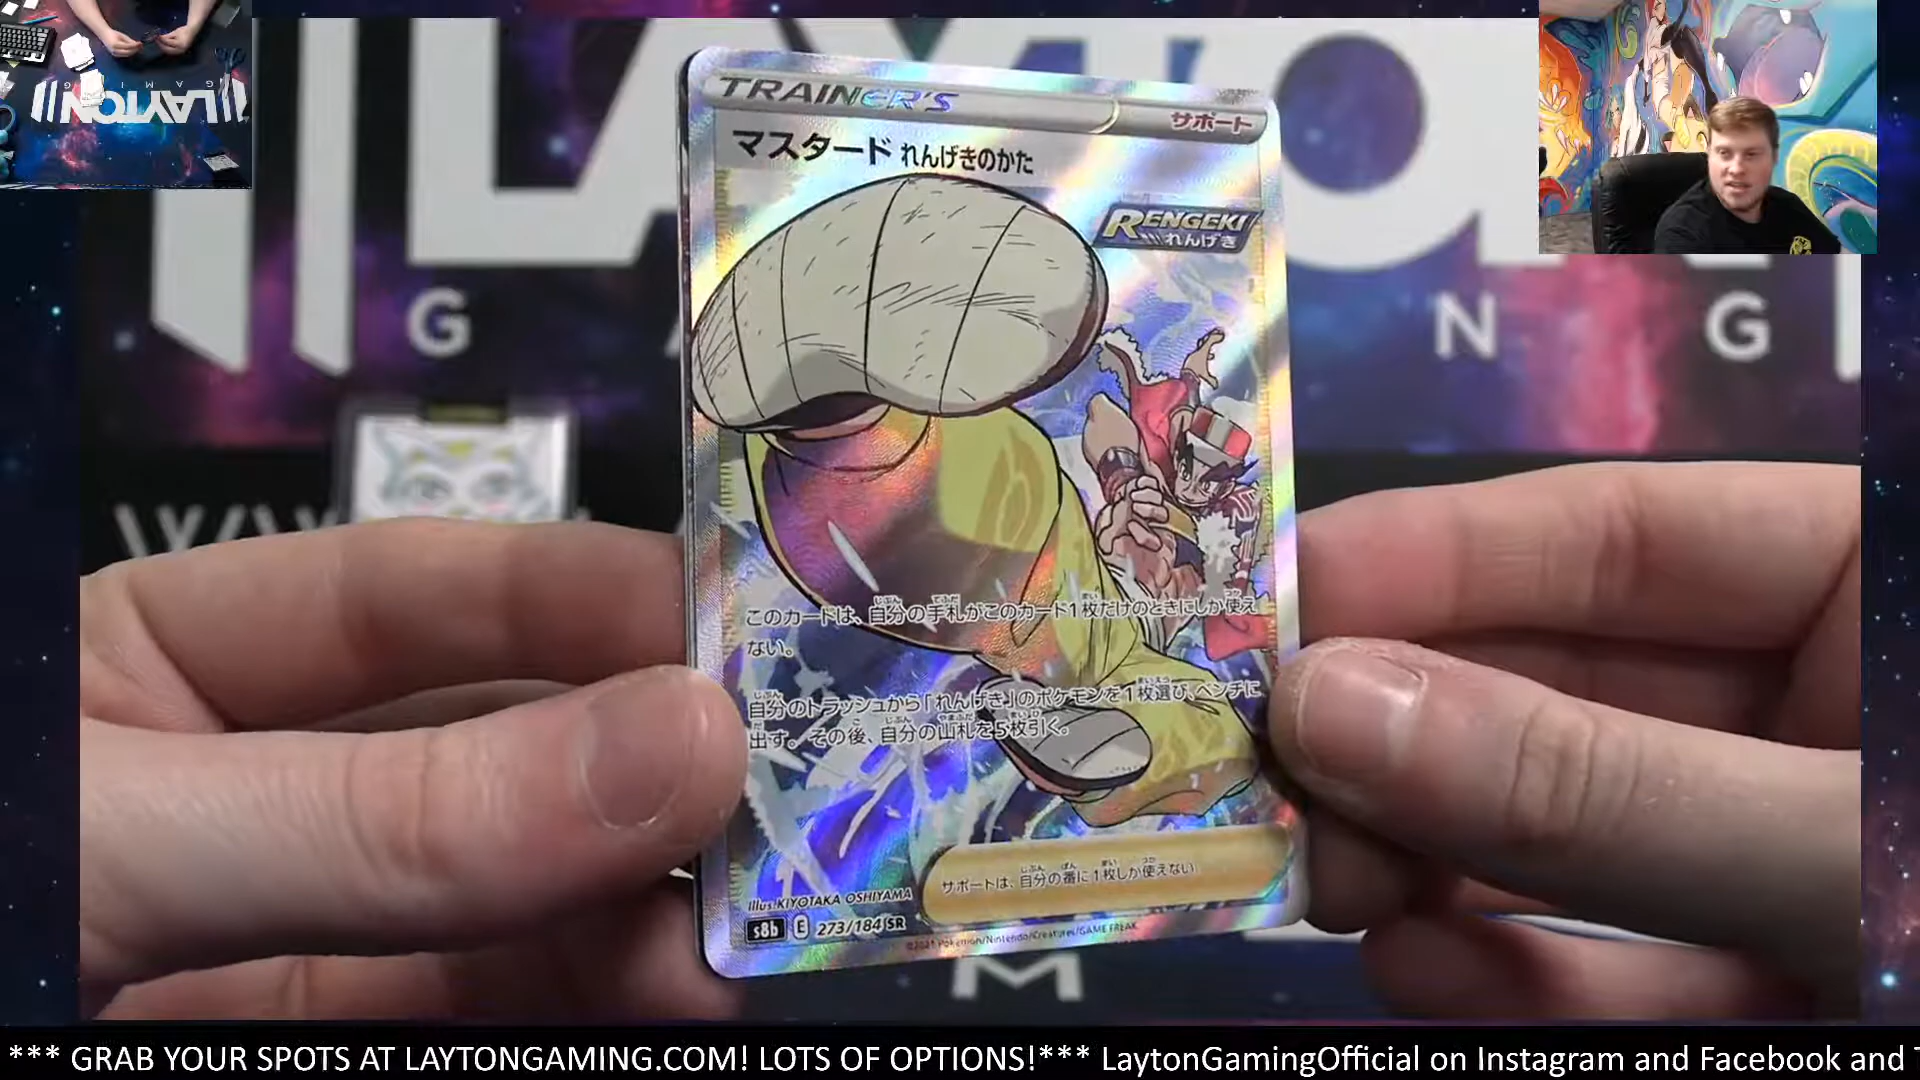 TRAINER'S
サポート
マスタード れんげきのかた
RENGEKI
れんげき
このカードは、自分の手札がこのカード1枚だけのときにしか使え
ない。
自分のトラッシュから「れんげき」のポケモンを1枚選び、ベンチに
出す。その後、自分の山札を5枚引く。
サポートは、自分の番に1枚しか使えない。
Illus. KIYOTAKA OSHIYAMA
s8b E 273/184 SR
©2021 Pokémon/Nintendo/Creatures/GAME FREAK
LAYTON
G
N G
M
*** GRAB YOUR SPOTS AT LAYTONGAMING.COM! LOTS OF OPTIONS!*** LaytonGamingOfficial on Instagram and Facebook and